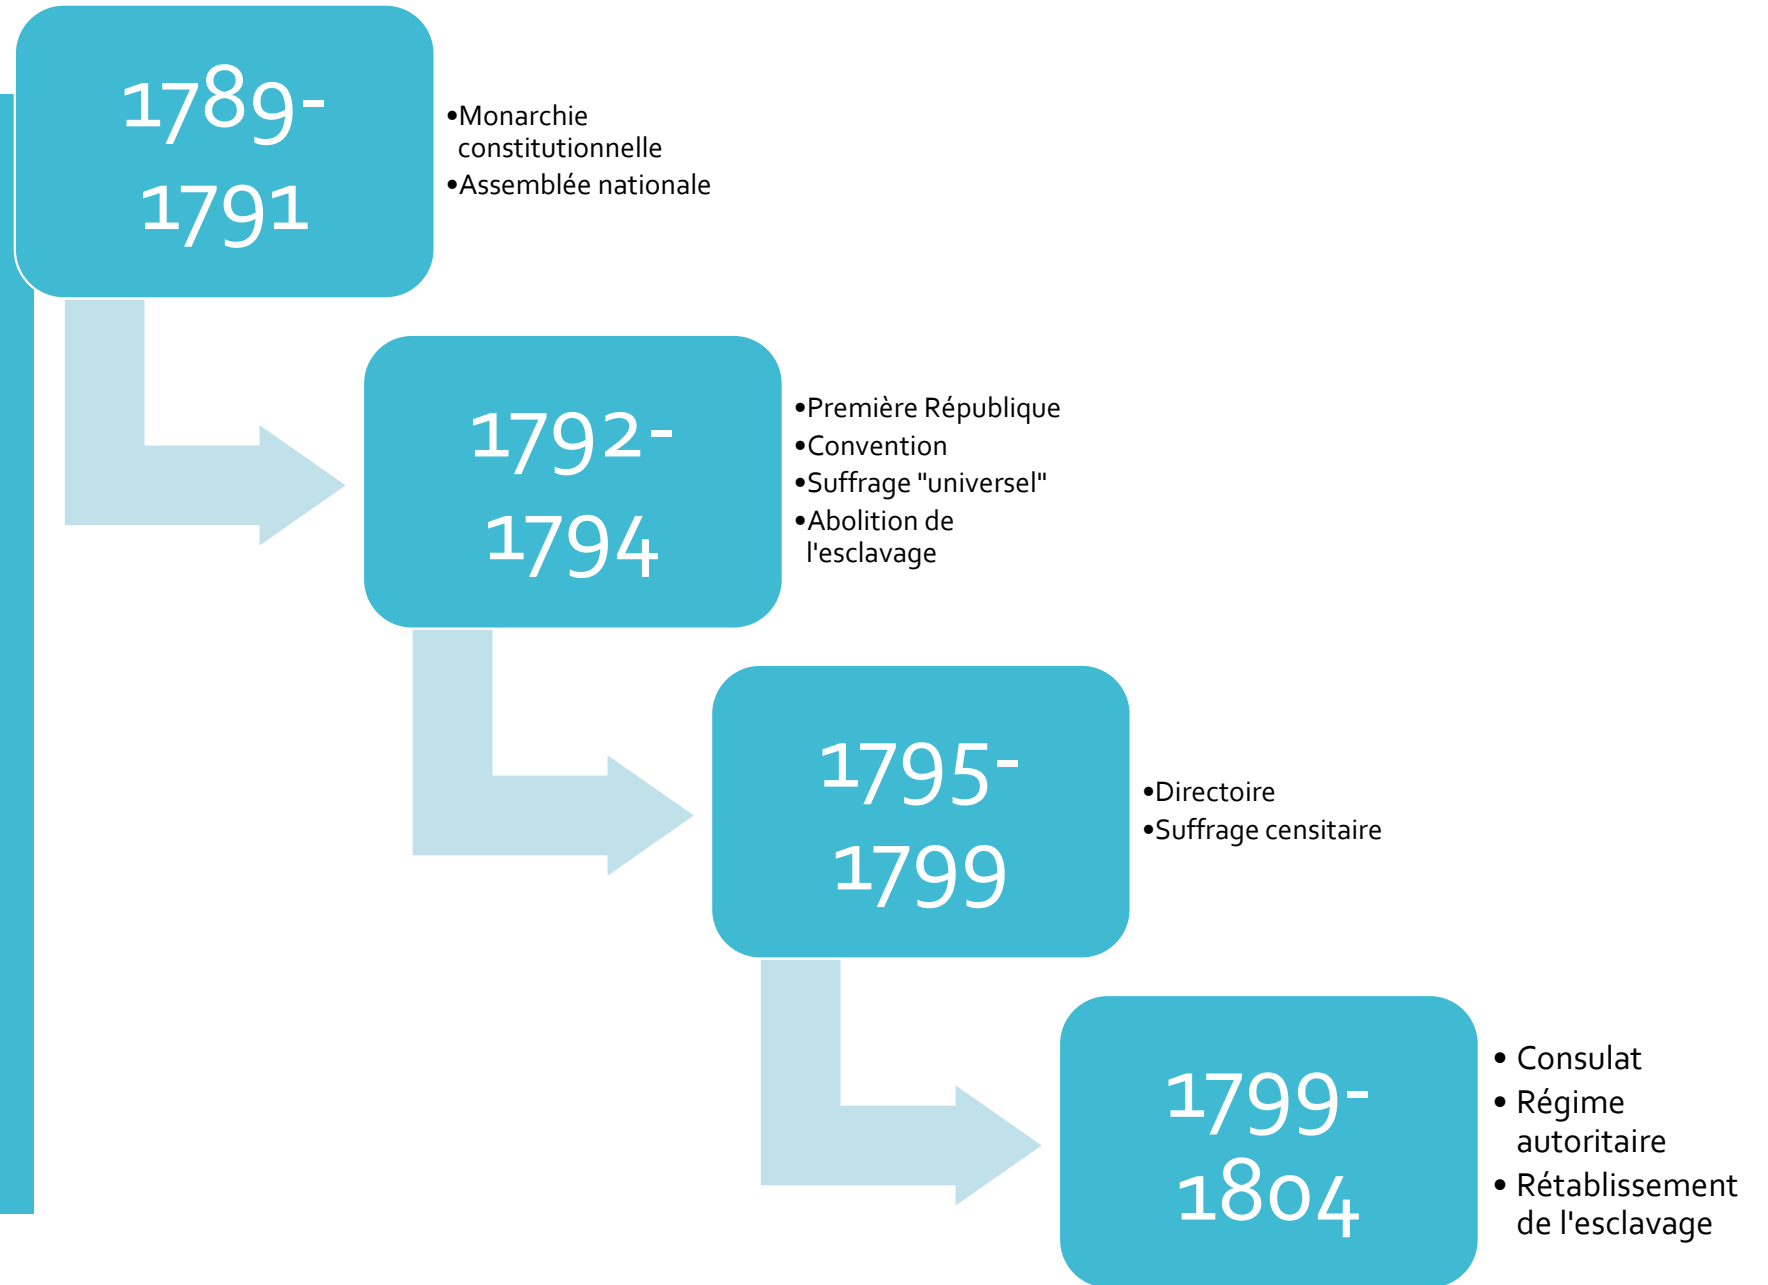 1789-
1791
•Monarchie
constitutionnelle
•Assemblée nationale
1792-
1794
•Première République
•Convention
•Suffrage "universel"
•Abolition de
l'esclavage
1795-
1799
•Directoire
•Suffrage censitaire
1799-
1804
• Consulat
• Régime
autoritaire
• Rétablissement
de l'esclavage